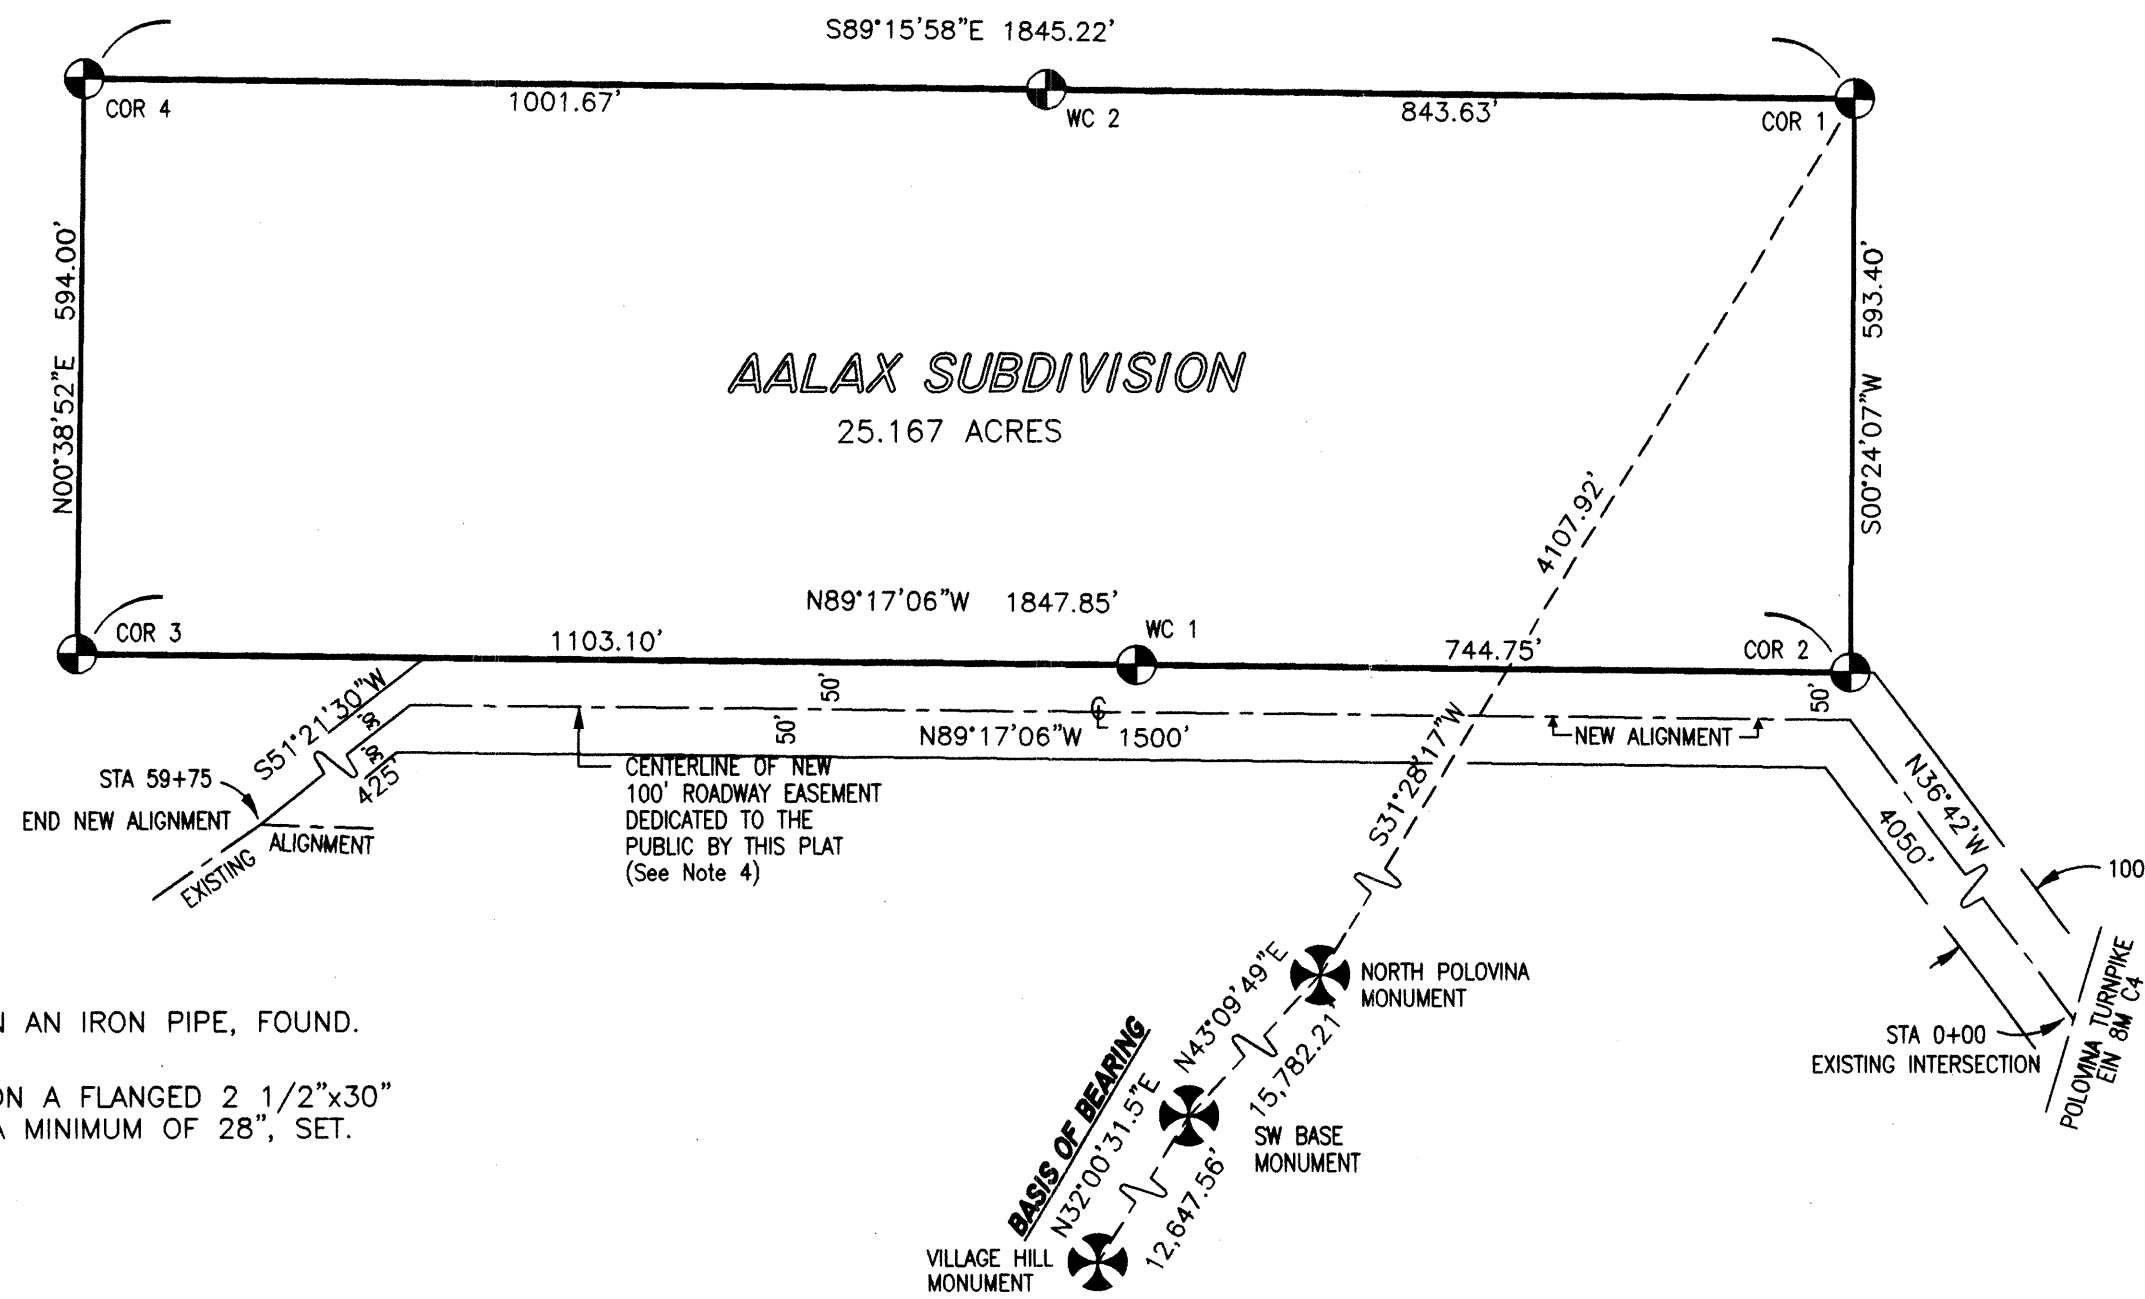 S89°15'58"E 1845.22'
COR 4
1001.67'
WC 2
843.63'
COR 1
N00°38'52"E 594.00'
S00°24'07"W 593.40'
AALAX SUBDIVISION
25.167 ACRES
4107.92'
N89°17'06"W 1847.85'
COR 3
1103.10'
WC 1
744.75'
COR 2
50'
50'
50'
S51°21'30"W
N89°17'06"W 1500'
℄
NEW ALIGNMENT
S31°28'17"W
N36°42'W
4050'
100
STA 59+75
END NEW ALIGNMENT
425'
EXISTING
ALIGNMENT
CENTERLINE OF NEW
100' ROADWAY EASEMENT
DEDICATED TO THE
PUBLIC BY THIS PLAT
(See Note 4)
N AN IRON PIPE, FOUND.
ON A FLANGED 2 1/2"x30"
A MINIMUM OF 28", SET.
NORTH POLOVINA
MONUMENT
N43°09'49"E
15,782.21'
SW BASE
MONUMENT
BASIS OF BEARING
N32°00'31.5"E
12,647.56'
VILLAGE HILL
MONUMENT
STA 0+00
EXISTING INTERSECTION
POLOVINA TURNPIKE
EIN 8M C4